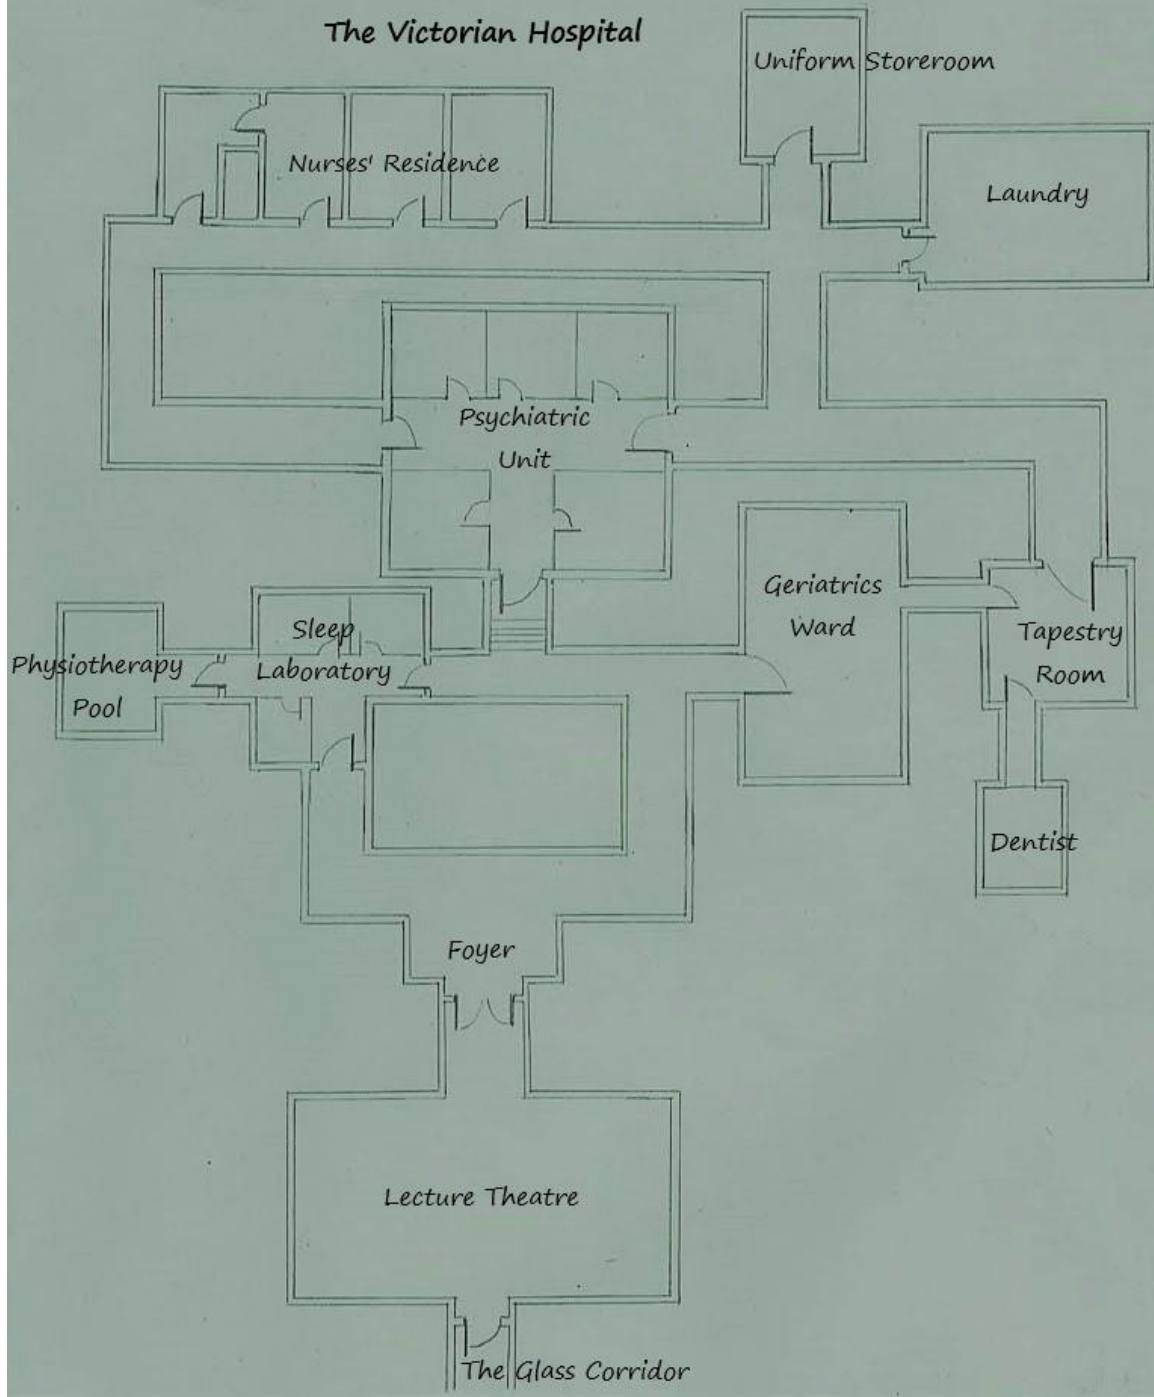 The Victorian Hospital
Uniform Storeroom
Nurses' Residence
Laundry
Psychiatric
Unit
Geriatrics
Ward
Sleep
Laboratory
Physiotherapy
Pool
Tapestry
Room
Dentist
Foyer
Lecture Theatre
The Glass Corridor